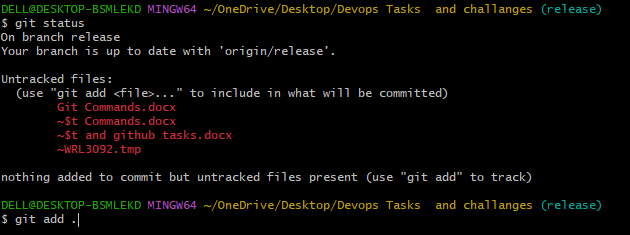 DELL@DESKTOP-BSMLEKD MINGW64 ~/OneDrive/Desktop/Devops Tasks  and challanges (release)
$ git status
On branch release
Your branch is up to date with 'origin/release'.

Untracked files:
  (use "git add <file>..." to include in what will be committed)
        Git Commands.docx
        ~$t Commands.docx
        ~$t and github tasks.docx
        ~WRL3092.tmp

nothing added to commit but untracked files present (use "git add" to track)

DELL@DESKTOP-BSMLEKD MINGW64 ~/OneDrive/Desktop/Devops Tasks  and challanges (release)
$ git add .